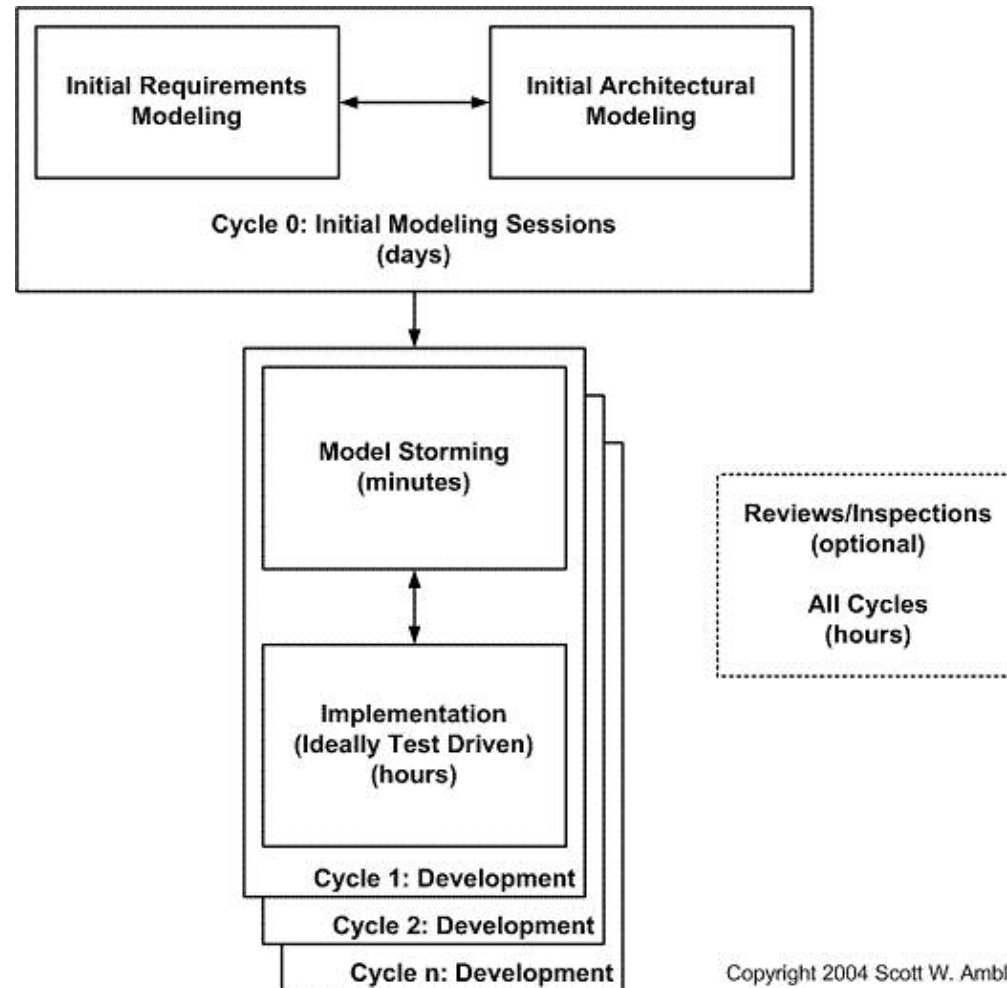 Initial Requirements
Modeling
Initial Architectural
Modeling
Cycle 0: Initial Modeling Sessions
(days)
Model Storming
(minutes)
Implementation
(Ideally Test Driven)
(hours)
Cycle 1: Development
Cycle 2: Development
Cycle n: Development
Reviews/Inspections
(optional)
All Cycles
(hours)
Copyright 2004 Scott W. Ambl